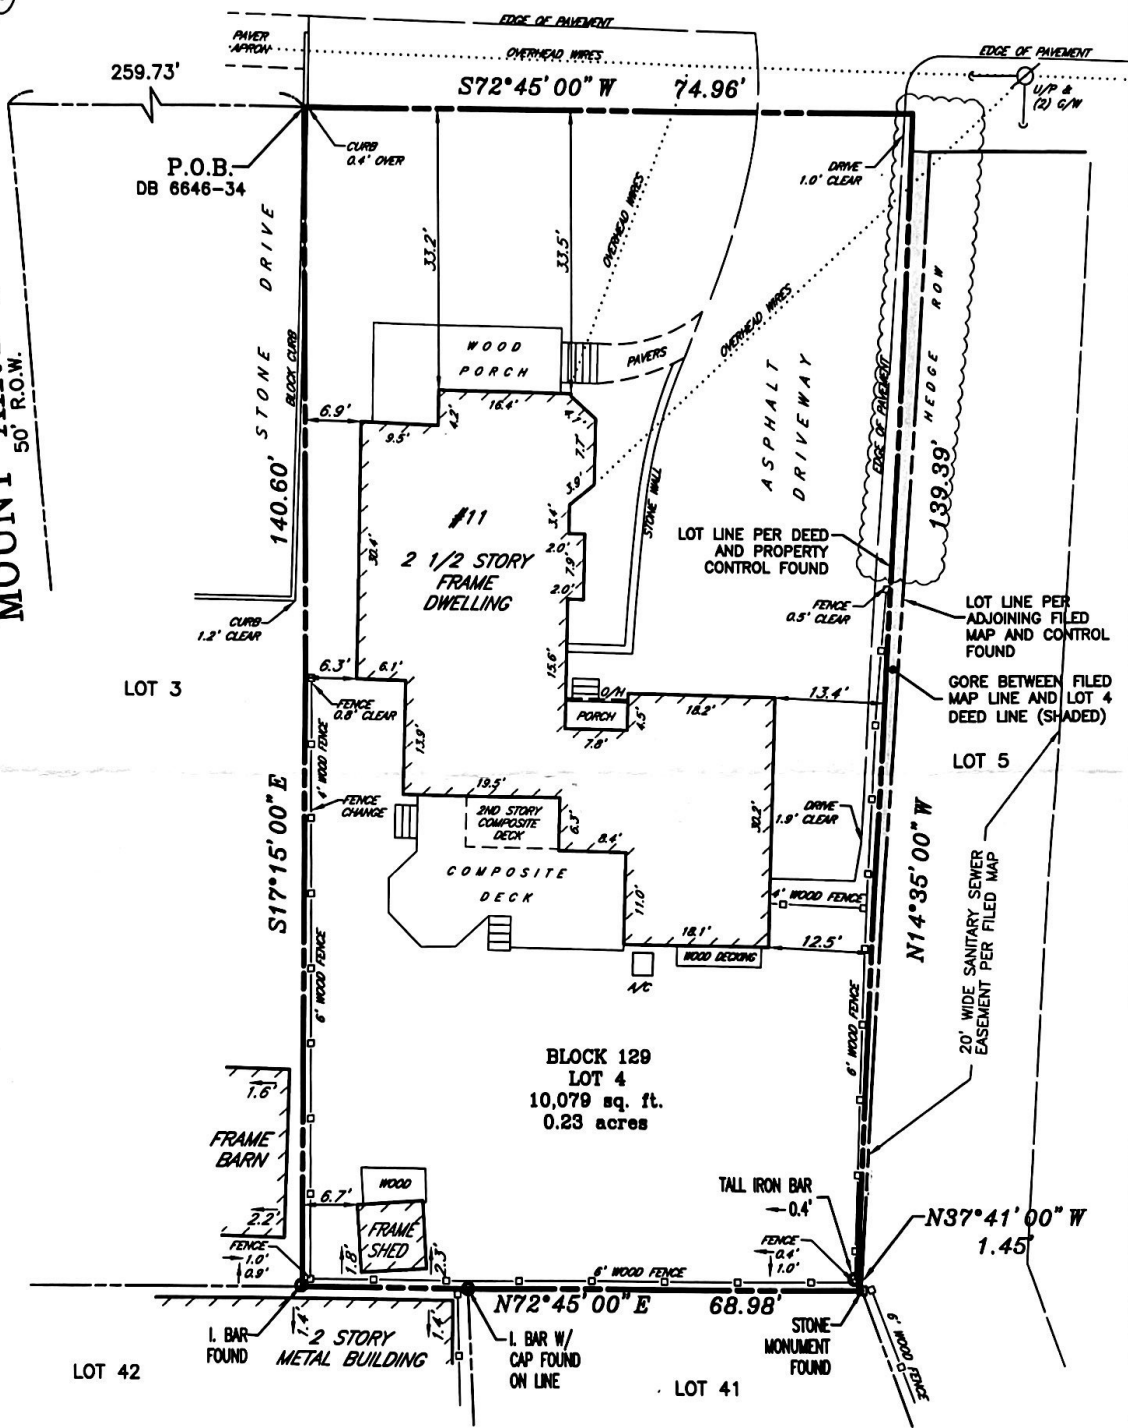 EDGE OF PAVEMENT
PAVER
APRON
OVERHEAD WIRES
EDGE OF PAVEMENT
259.73'
S72°45'00"W 74.96'
U/P &
(2) G/W
CURB
0.4' OVER
P.O.B.
DB 6646-34
DRIVE
1.0' CLEAR
MOUNT
50' R.O.W.
STONE DRIVE
BLOCK CURB
140.60'
33.2'
33.5'
OVERHEAD WIRES
OVERHEAD WIRES
WOOD
PORCH
PAVERS
ASPHALT
DRIVEWAY
EDGE OF PAVEMENT
HEDGE ROW
139.39'
6.9'
9.5'
4.2'
16.4'
7.7'
3.9'
3.4'
2.0'
7.9'
2.0'
30.4'
15.6'
#11
2 1/2 STORY
FRAME
DWELLING
STONE WALL
LOT LINE PER DEED
AND PROPERTY
CONTROL FOUND
FENCE
0.5' CLEAR
LOT LINE PER
ADJOINING FILED
MAP AND CONTROL
FOUND
CURB
1.2' CLEAR
LOT 3
6.3'
6.1'
FENCE
0.8' CLEAR
4' WOOD FENCE
13.9'
O/H
PORCH
7.8'
4.5'
18.2'
13.4'
GORE BETWEEN FILED
MAP LINE AND LOT 4
DEED LINE (SHADED)
LOT 5
S17°15'00"E
FENCE
CHANGE
19.5'
2ND STORY
COMPOSITE
DECK
6.3'
8.4'
COMPOSITE
DECK
11.0'
30.2'
DRIVE
1.9' CLEAR
4' WOOD FENCE
18.1'
12.5'
WOOD DECKING
A/C
N14°35'00"W
20' WIDE SANITARY SEWER
EASEMENT PER FILED MAP
6' WOOD FENCE
6' WOOD FENCE
BLOCK 129
LOT 4
10,079 sq. ft.
0.23 acres
1.6'
FRAME
BARN
2.2'
6.7'
WOOD
FRAME
SHED
1.8'
2.3'
FENCE
1.0'
0.9'
TALL IRON BAR
0.4'
FENCE
0.4'
1.0'
N37°41'00"W
1.45'
6' WOOD FENCE
N72°45'00"E 68.98'
I. BAR
FOUND
1.4'
2 STORY
METAL BUILDING
1.4'
I. BAR W/
CAP FOUND
ON LINE
STONE
MONUMENT
FOUND
6' WOOD FENCE
LOT 42
LOT 41